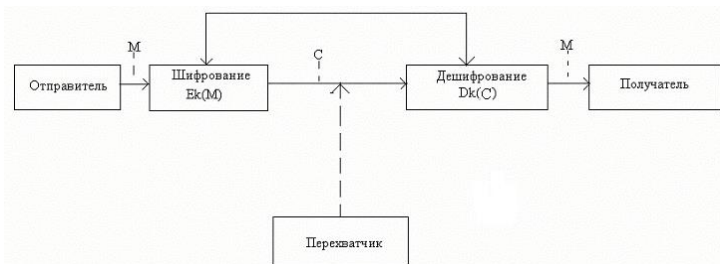 M
C
M
Отправитель
Шифрование
Ek(M)
Дешифрование
Dk(C)
Получатель
Перехватчик